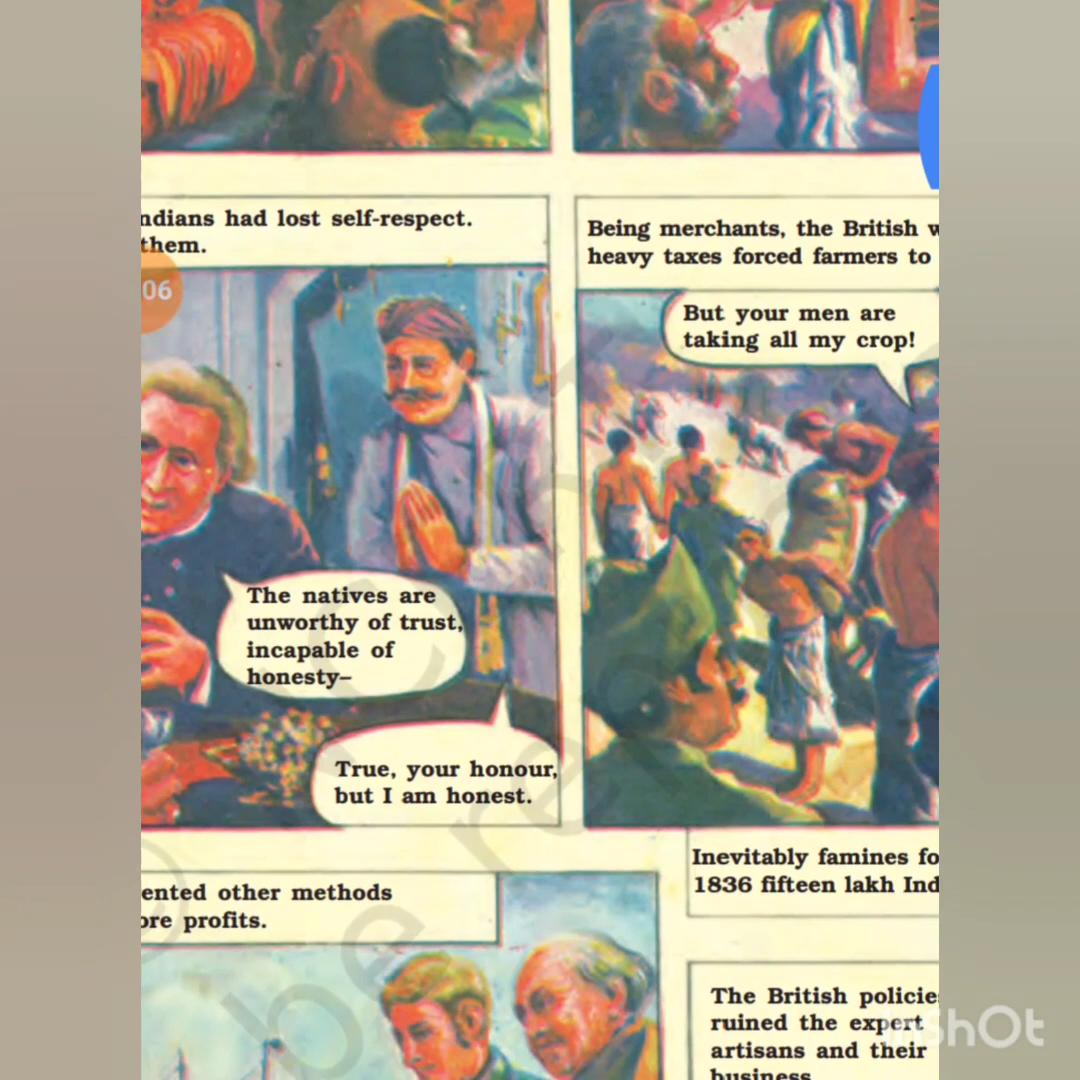 ndians had lost self-respect.
them.
06
The natives are
unworthy of trust,
incapable of
honesty–
True, your honour,
but I am honest.
Being merchants, the British w
heavy taxes forced farmers to
But your men are
taking all my crop!
ented other methods
ore profits.
Inevitably famines fo
1836 fifteen lakh Ind
The British policie
ruined the expert
artisans and their
business
InShOt